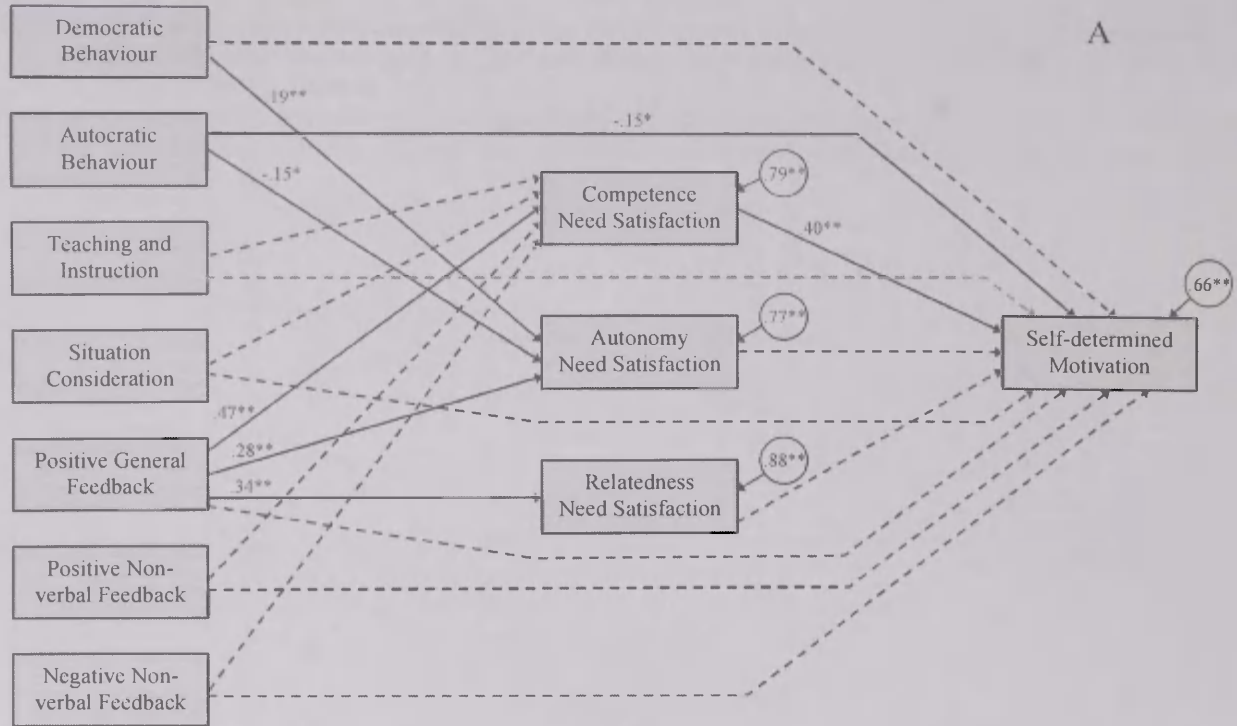 Democratic
Behaviour
A
.19**
Autocratic
Behaviour
-.15*
-.15*
Competence
Need Satisfaction
.79**
Teaching and
Instruction
.40**
.66**
Situation
Consideration
Autonomy
Need Satisfaction
.77**
Self-determined
Motivation
.47**
Positive General
Feedback
.28**
.34**
Relatedness
Need Satisfaction
.88**
Positive Non-
verbal Feedback
Negative Non-
verbal Feedback